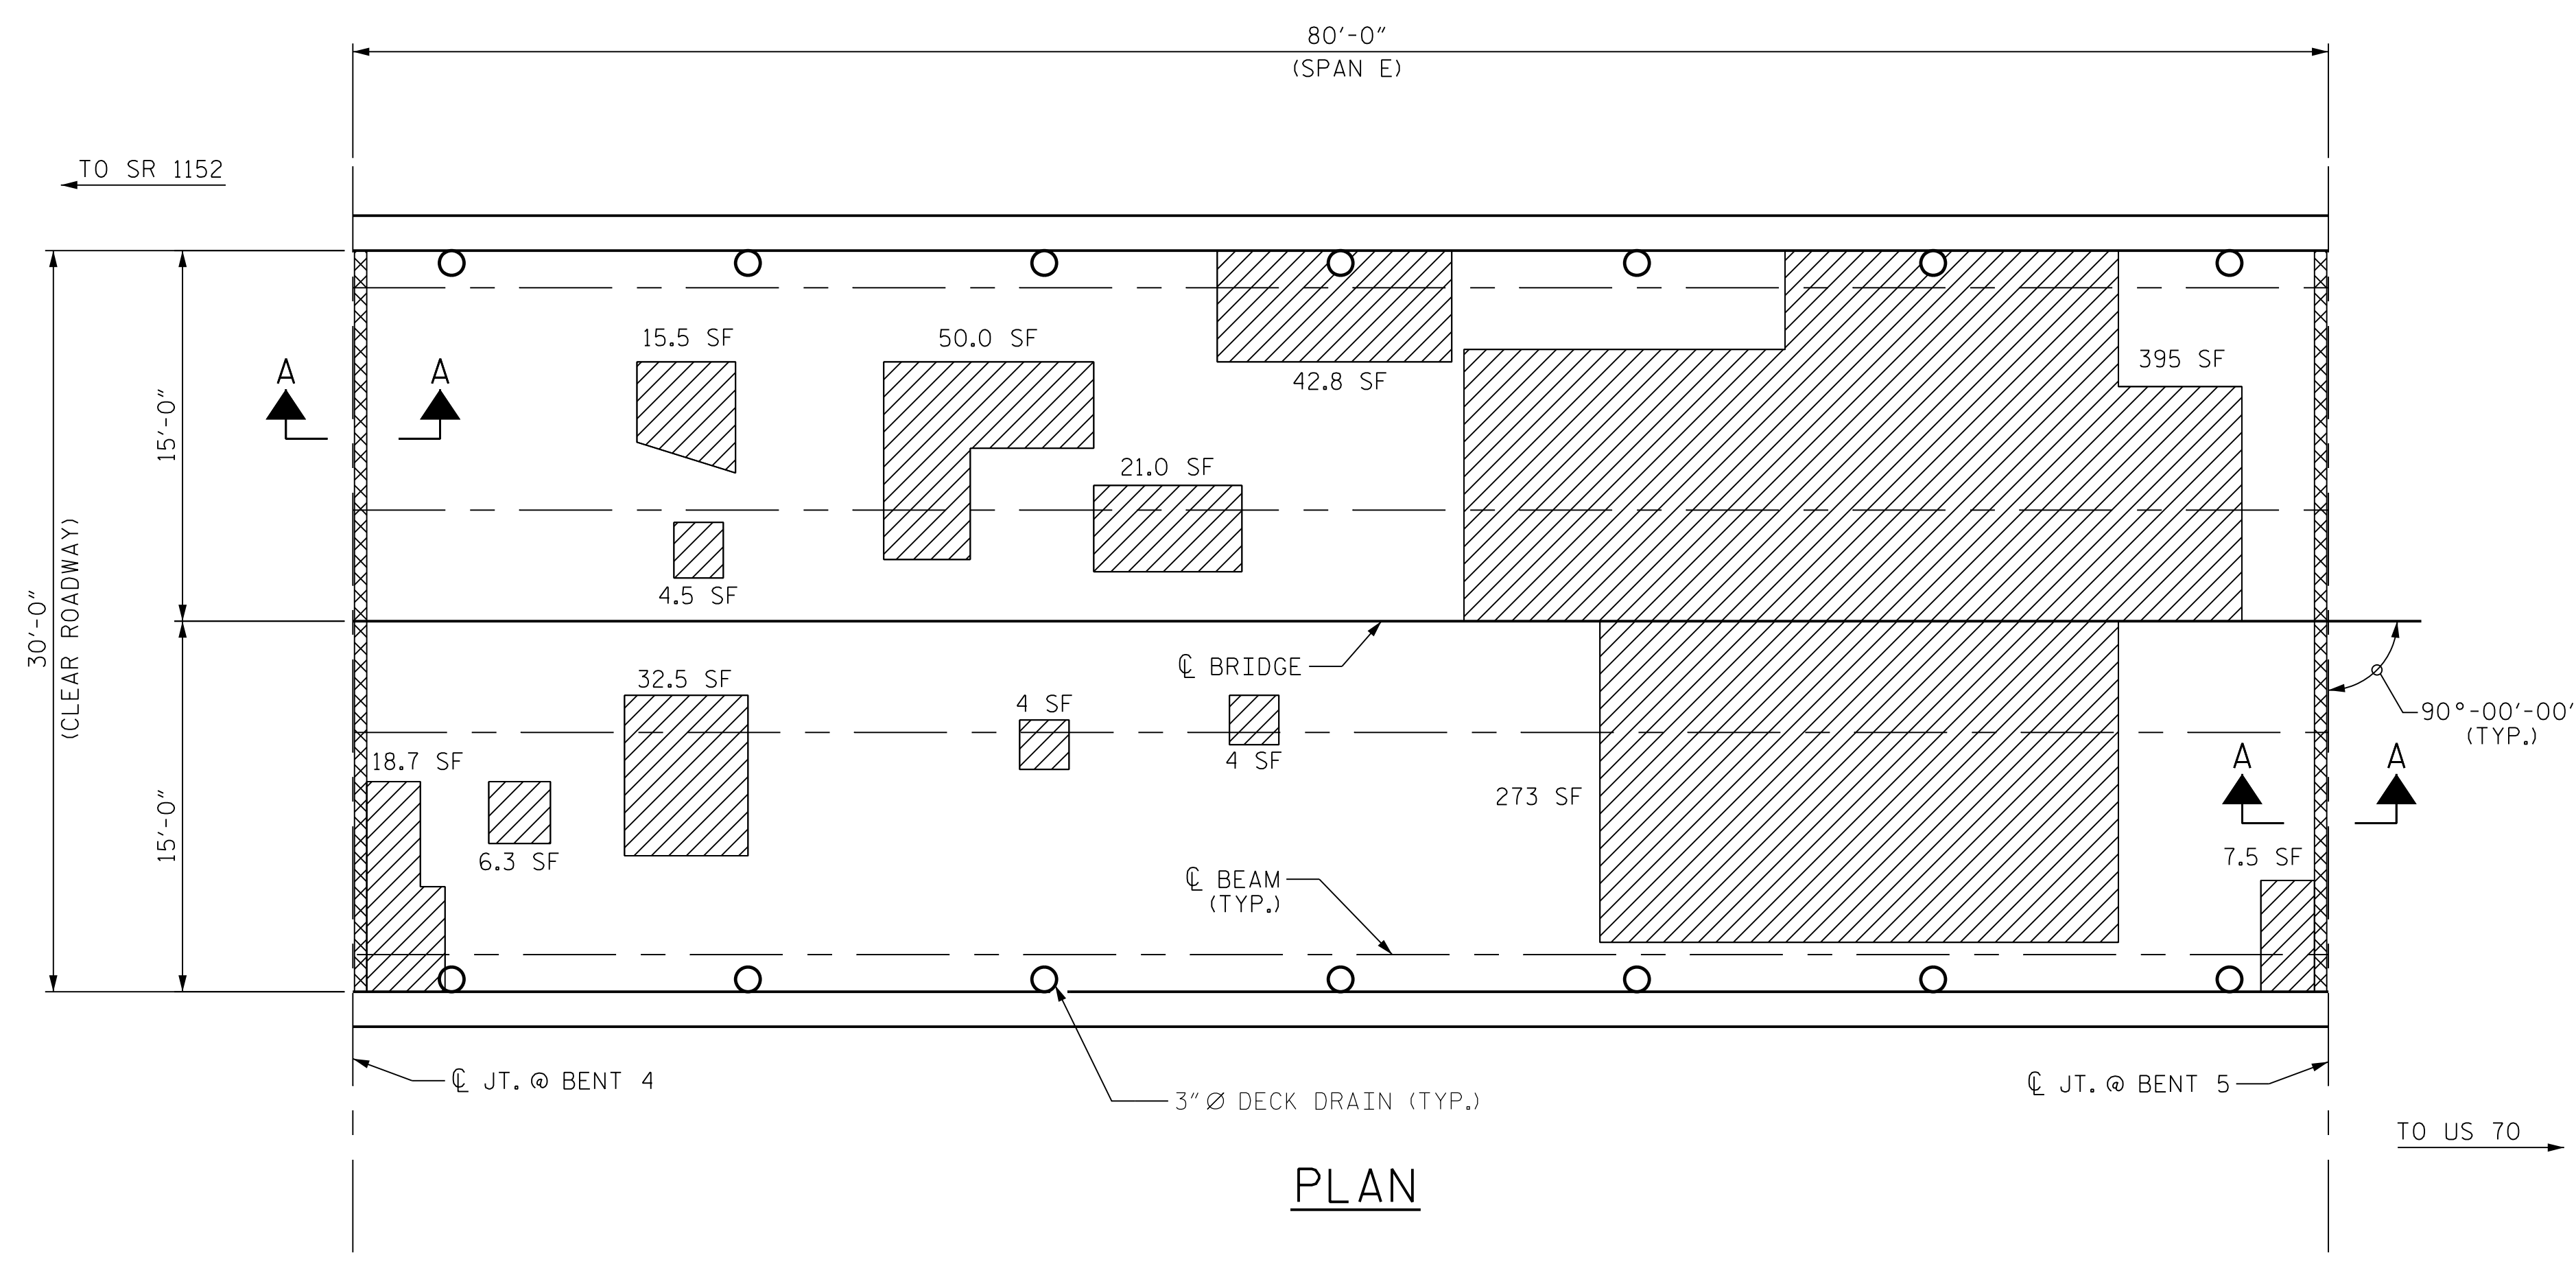 80'-0"
(SPAN E)
TO SR 1152
15.5 SF
50.0 SF
42.8 SF
395 SF
A
A
15'-0"
21.0 SF
4.5 SF
30'-0"
(CLEAR ROADWAY)
℄ BRIDGE
32.5 SF
4 SF
4 SF
18.7 SF
6.3 SF
273 SF
90°-00'-00'
(TYP.)
A
A
15'-0"
7.5 SF
℄ BEAM
(TYP.)
℄ JT. @ BENT 4
3"Ø DECK DRAIN (TYP.)
℄ JT. @ BENT 5
TO US 70
PLAN